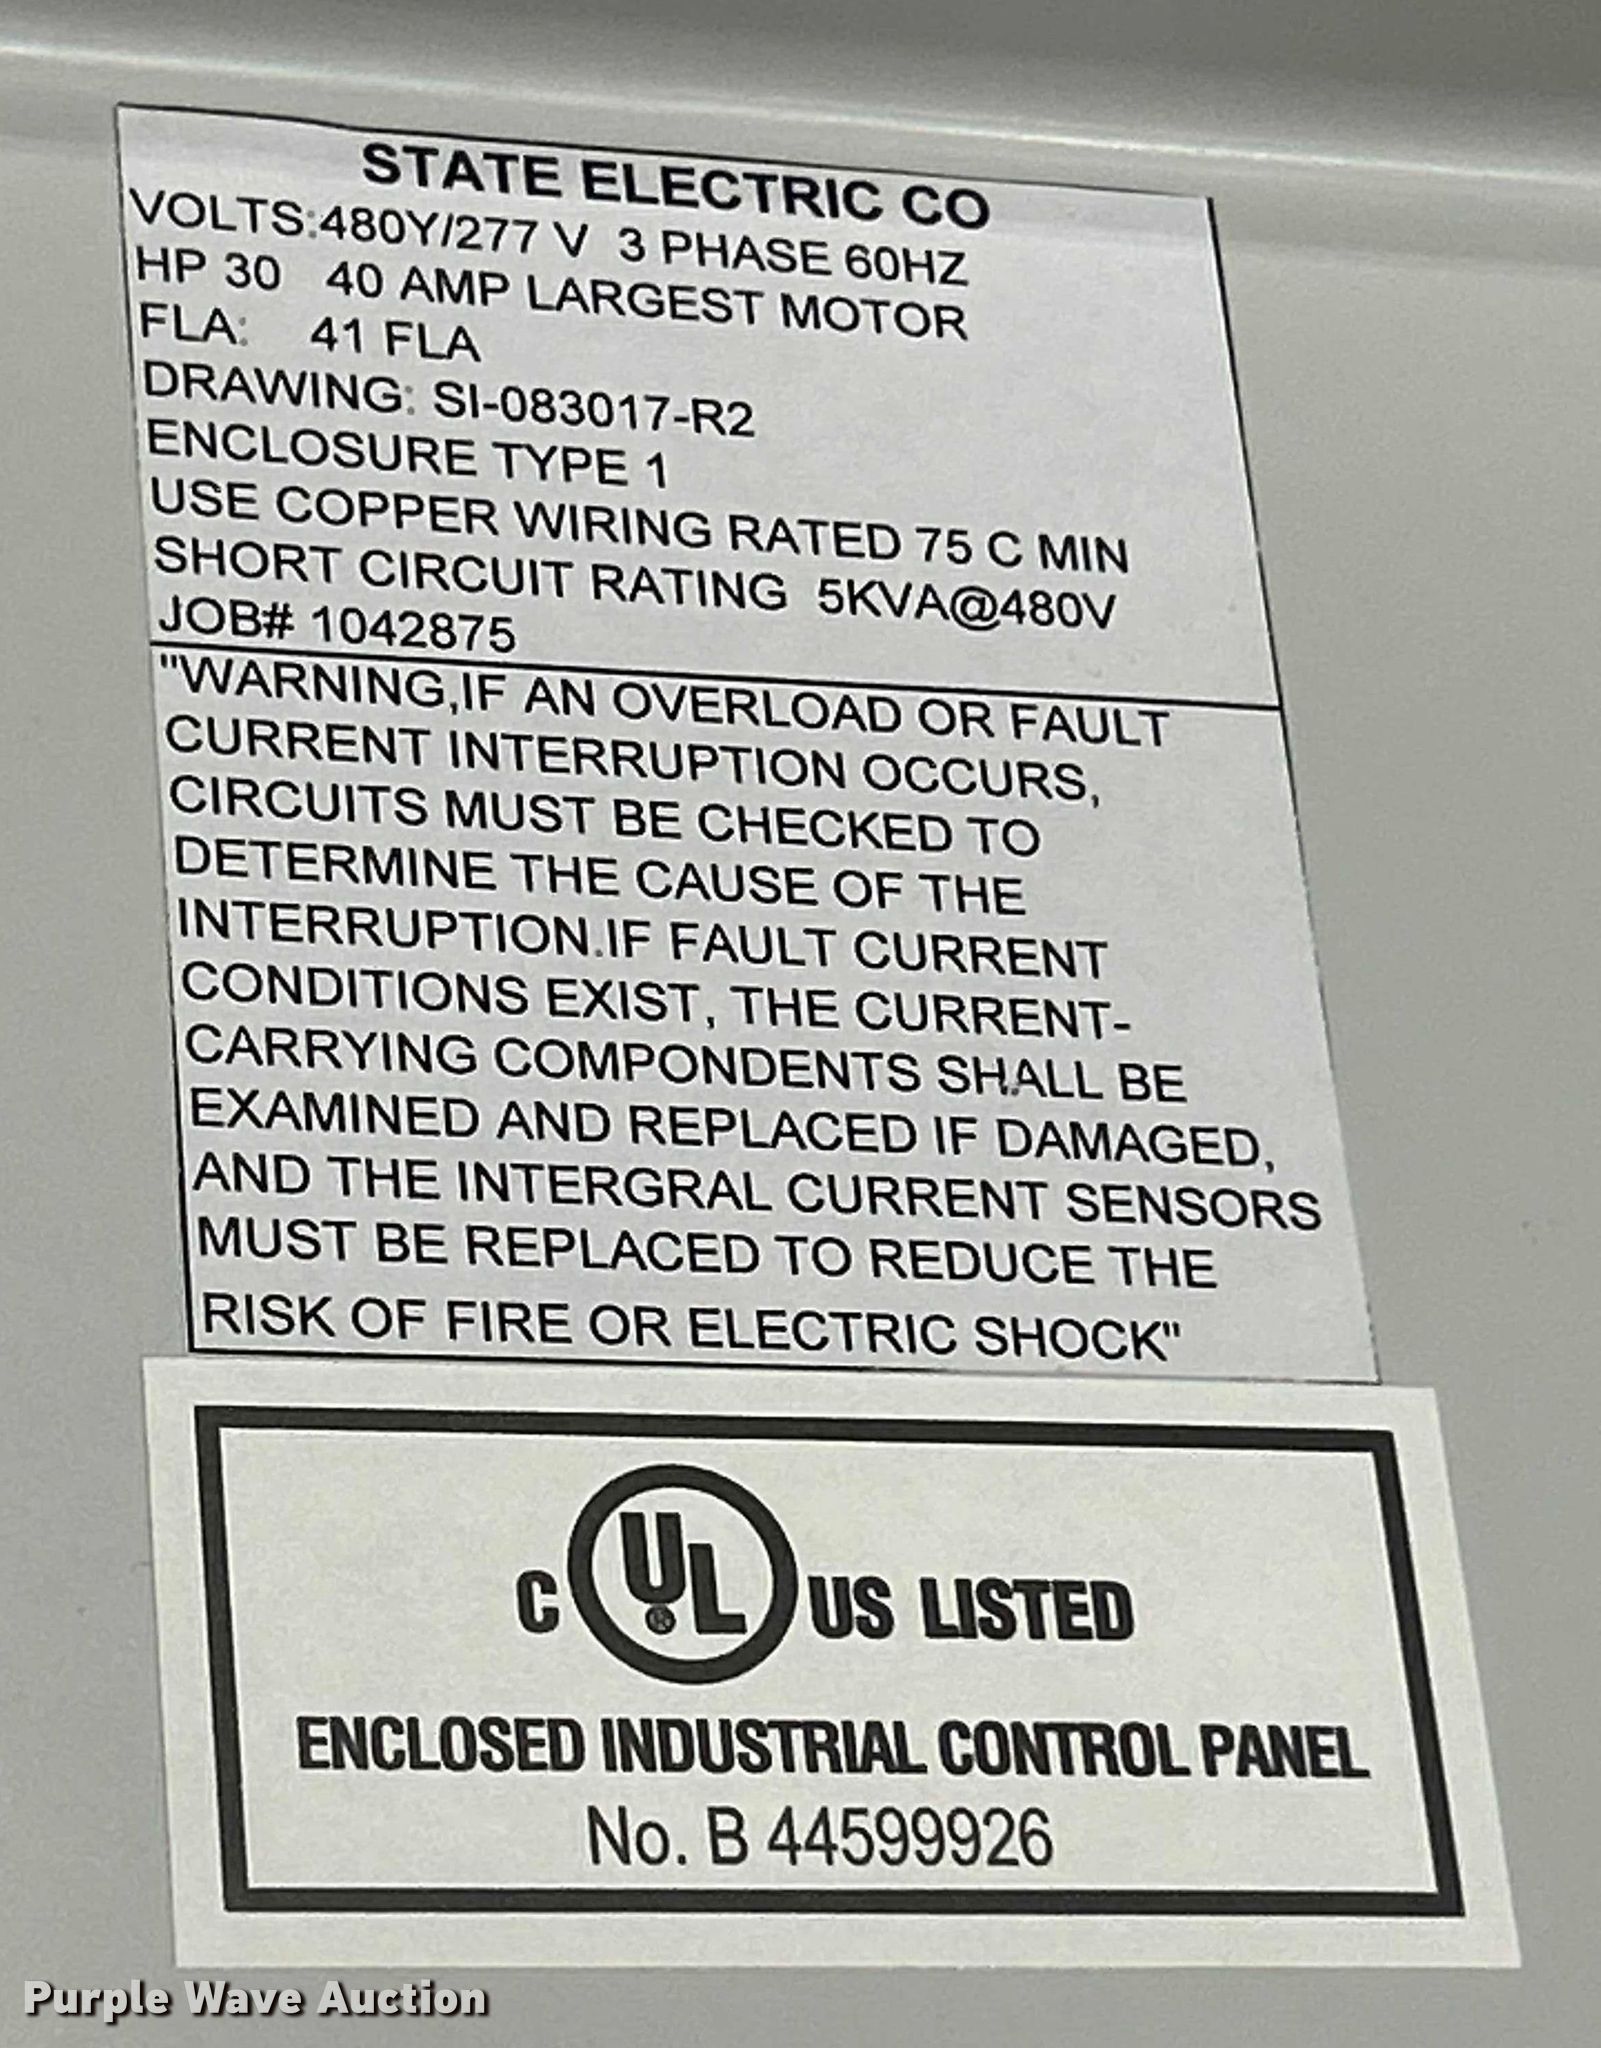 STATE ELECTRIC CO
VOLTS:480Y/277 V 3 PHASE 60HZ
HP 30 40 AMP LARGEST MOTOR
FLA: 41 FLA
DRAWING: SI-083017-R2
ENCLOSURE TYPE 1
USE COPPER WIRING RATED 75 C MIN
SHORT CIRCUIT RATING 5KVA@480V
JOB# 1042875
"WARNING,IF AN OVERLOAD OR FAULT
CURRENT INTERRUPTION OCCURS,
CIRCUITS MUST BE CHECKED TO
DETERMINE THE CAUSE OF THE
INTERRUPTION.IF FAULT CURRENT
CONDITIONS EXIST, THE CURRENT-
CARRYING COMPONDENTS SHALL BE
EXAMINED AND REPLACED IF DAMAGED,
AND THE INTERGRAL CURRENT SENSORS
MUST BE REPLACED TO REDUCE THE
RISK OF FIRE OR ELECTRIC SHOCK"
C UL® US LISTED
ENCLOSED INDUSTRIAL CONTROL PANEL
No. B 44599926
Purple Wave Auction